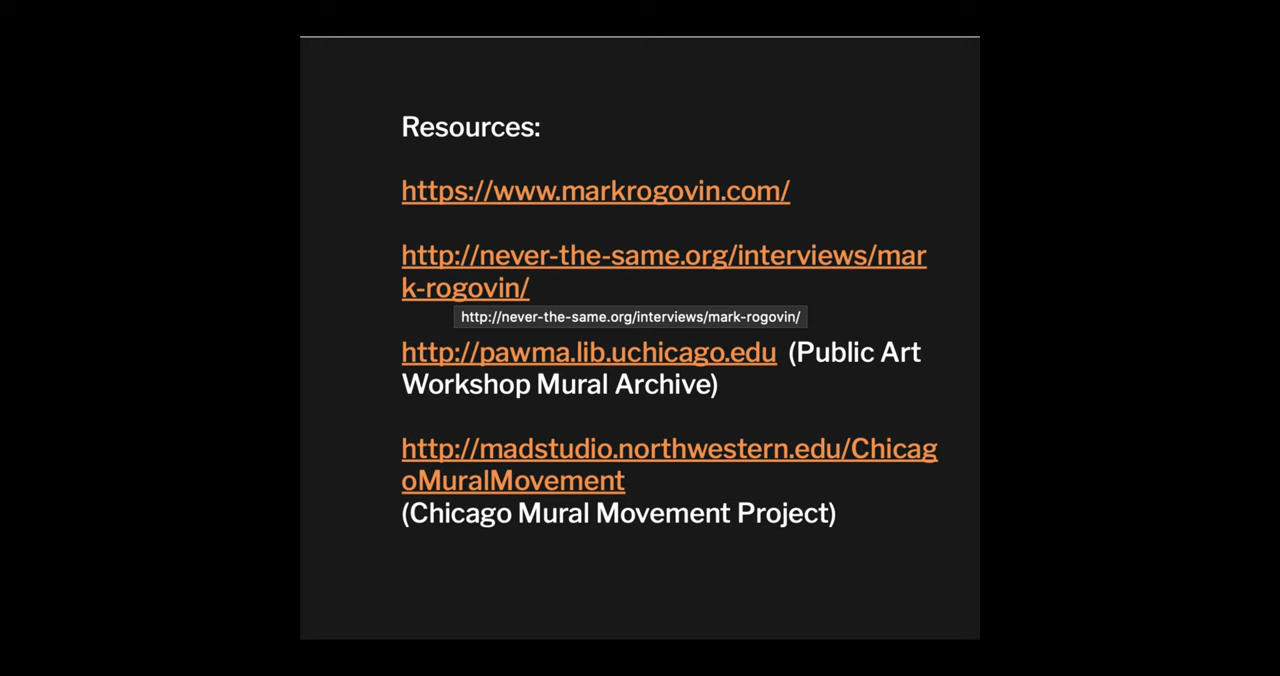 Resources:
https://www.markrogovin.com/
http://never-the-same.org/interviews/mar
k-rogovin/
http://never-the-same.org/interviews/mark-rogovin/
http://pawma.lib.uchicago.edu (Public Art
Workshop Mural Archive)
http://madstudio.northwestern.edu/Chicag
oMuralMovement
(Chicago Mural Movement Project)